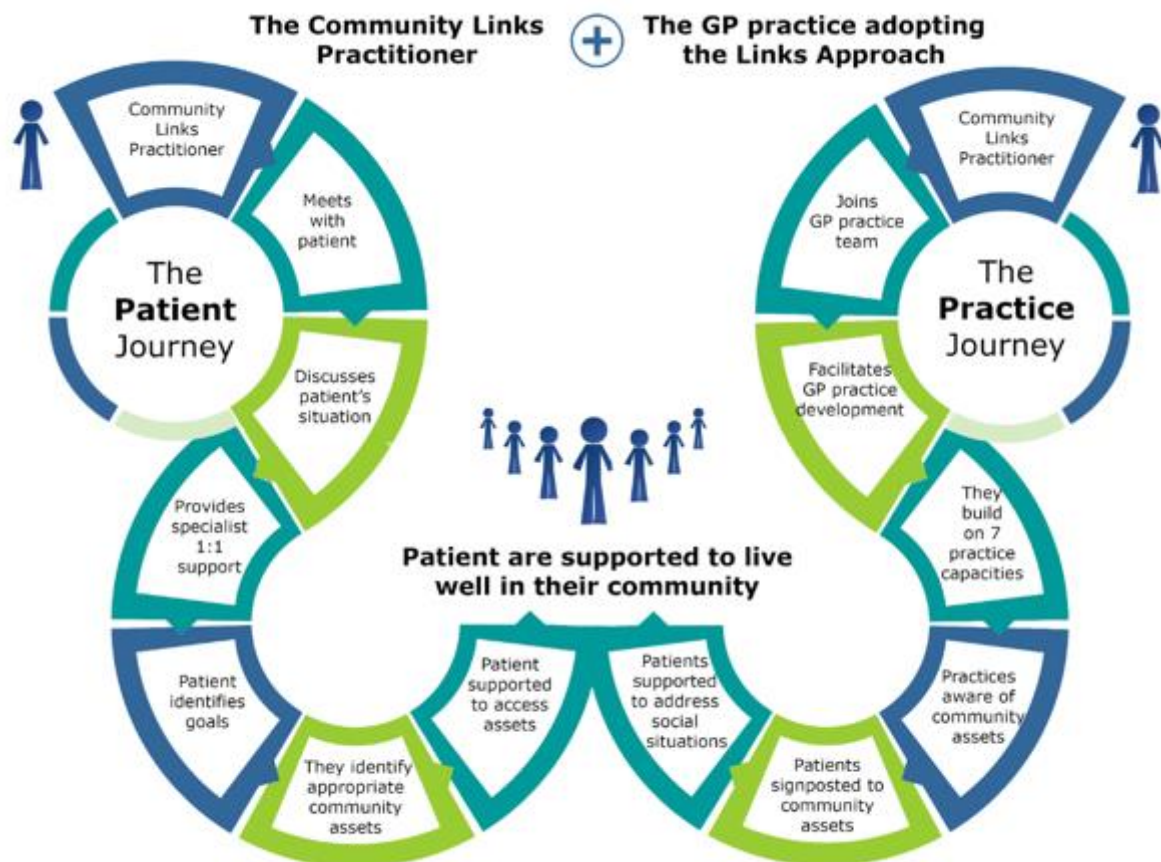 The Community Links
Practitioner
+
The GP practice adopting
the Links Approach
Community
Links
Practitioner
Meets
with
patient
The
Patient
Journey
Discusses
patient's
situation
Provides
specialist
1:1
support
Patient
identifies
goals
They identify
appropriate
community
assets
Patient
supported
to access
assets
Community
Links
Practitioner
Joins
GP practice
team
The
Practice
Journey
Facilitates
GP practice
development
They
build
on 7
practice
capacities
Practices
aware of
community
assets
Patients
signposted to
community
assets
Patients
supported
to address
social
situations
Patient are supported to live
well in their community